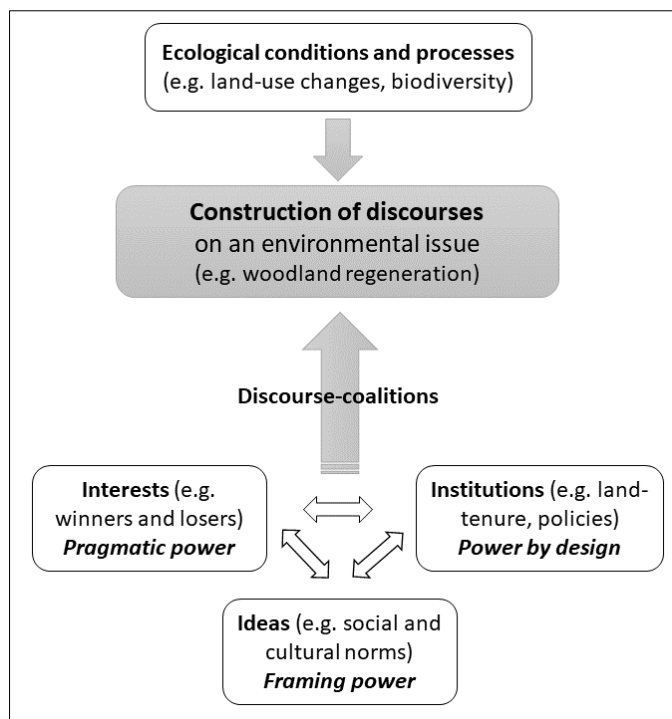 Ecological conditions and processes
(e.g. land-use changes, biodiversity)
Construction of discourses
on an environmental issue
(e.g. woodland regeneration)
Discourse-coalitions
Interests (e.g.
winners and losers)
Pragmatic power
Institutions (e.g. land-
tenure, policies)
Power by design
Ideas (e.g. social and
cultural norms)
Framing power